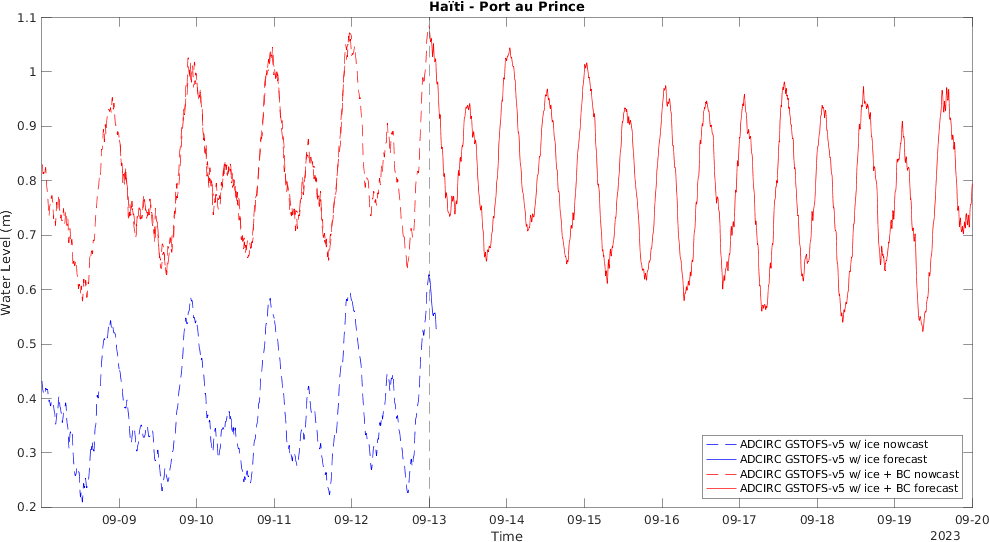 Haïti - Port au Prince
Water Level (m)
1.1
1
0.9
0.8
0.7
0.6
0.5
0.4
0.3
0.2
ADCIRC GSTOFS-v5 w/ ice nowcast
ADCIRC GSTOFS-v5 w/ ice forecast
ADCIRC GSTOFS-v5 w/ ice + BC nowcast
ADCIRC GSTOFS-v5 w/ ice + BC forecast
09-09 09-10 09-11 09-12 09-13 09-14 09-15 09-16 09-17 09-18 09-19 09-20
Time
2023